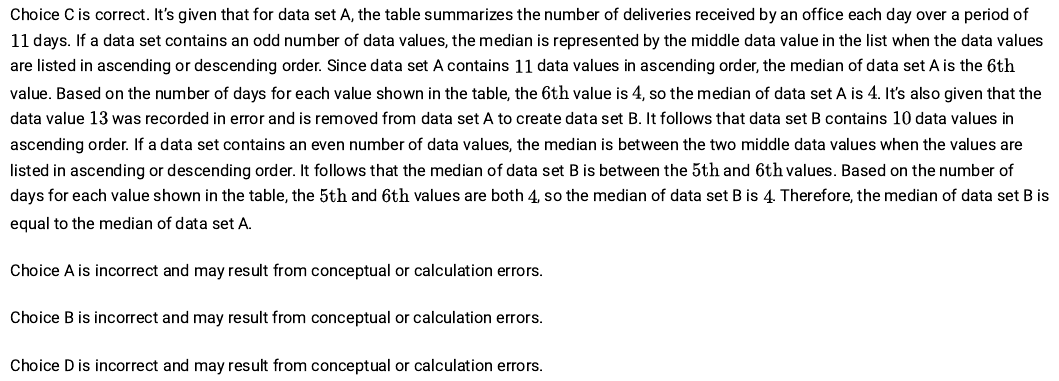 Choice C is correct. It’s given that for data set A, the table summarizes the number of deliveries received by an office each day over a period of
11 days. If a data set contains an odd number of data values, the median is represented by the middle data value in the list when the data values
are listed in ascending or descending order. Since data set A contains 11 data values in ascending order, the median of data set A is the 6th
value. Based on the number of days for each value shown in the table, the 6th value is 4, so the median of data set A is 4. It’s also given that the
data value 13 was recorded in error and is removed from data set A to create data set B. It follows that data set B contains 10 data values in
ascending order. If a data set contains an even number of data values, the median is between the two middle data values when the values are
listed in ascending or descending order. It follows that the median of data set B is between the 5th and 6th values. Based on the number of
days for each value shown in the table, the 5th and 6th values are both 4, so the median of data set B is 4. Therefore, the median of data set B is
equal to the median of data set A.
Choice A is incorrect and may result from conceptual or calculation errors.
Choice B is incorrect and may result from conceptual or calculation errors.
Choice D is incorrect and may result from conceptual or calculation errors.